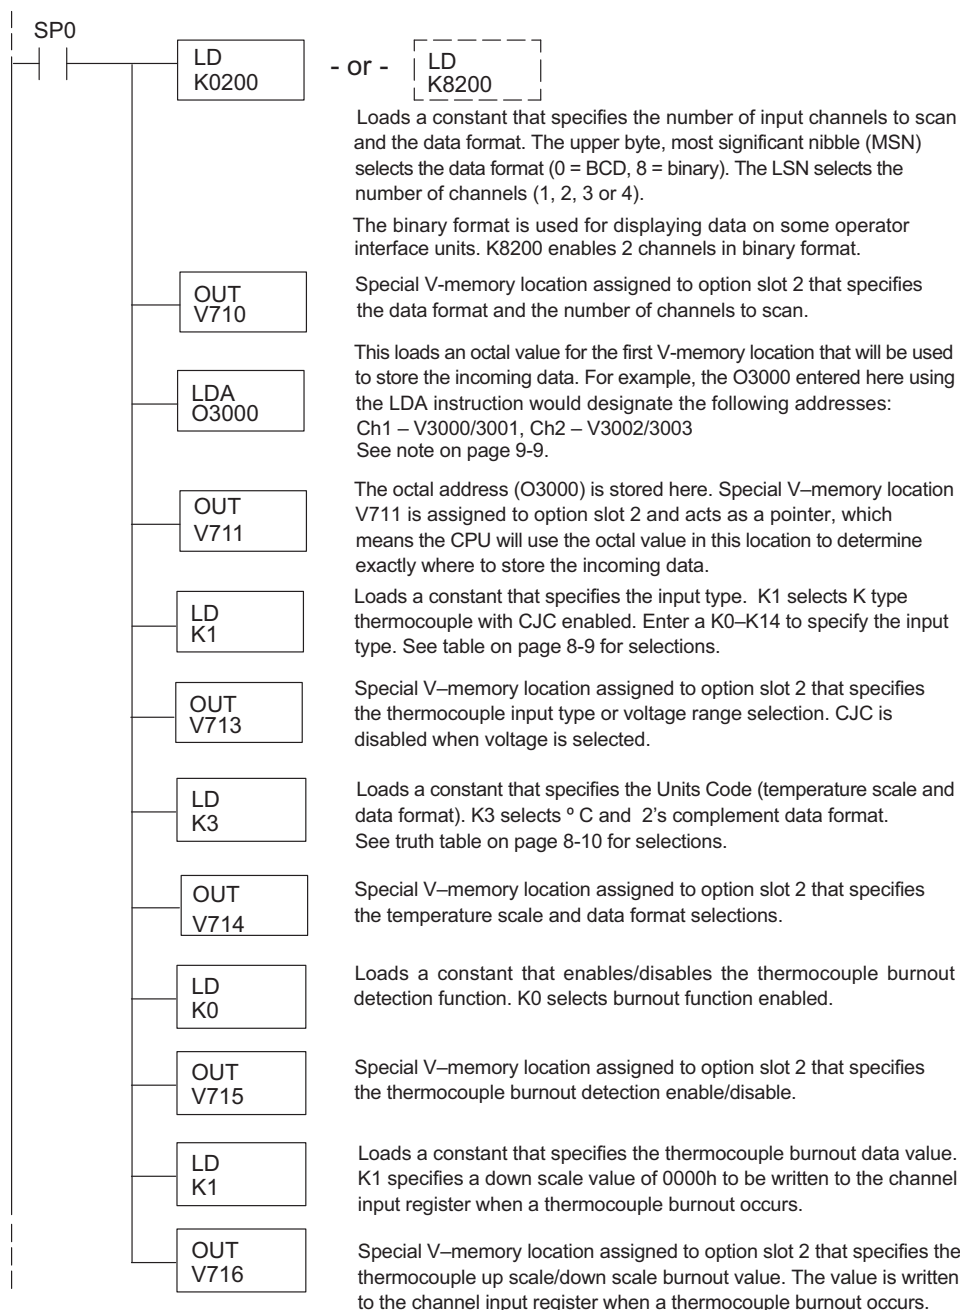 SP0
LD
K0200
- or -
LD
K8200
Loads a constant that specifies the number of input channels to scan
and the data format. The upper byte, most significant nibble (MSN)
selects the data format (0 = BCD, 8 = binary). The LSN selects the
number of channels (1, 2, 3 or 4).
The binary format is used for displaying data on some operator
interface units. K8200 enables 2 channels in binary format.
OUT
V710
Special V-memory location assigned to option slot 2 that specifies
the data format and the number of channels to scan.
LDA
O3000
This loads an octal value for the first V-memory location that will be used
to store the incoming data. For example, the O3000 entered here using
the LDA instruction would designate the following addresses:
Ch1 – V3000/3001, Ch2 – V3002/3003
See note on page 9-9.
OUT
V711
The octal address (O3000) is stored here. Special V–memory location
V711 is assigned to option slot 2 and acts as a pointer, which
means the CPU will use the octal value in this location to determine
exactly where to store the incoming data.
LD
K1
Loads a constant that specifies the input type. K1 selects K type
thermocouple with CJC enabled. Enter a K0–K14 to specify the input
type. See table on page 8-9 for selections.
OUT
V713
Special V–memory location assigned to option slot 2 that specifies
the thermocouple input type or voltage range selection. CJC is
disabled when voltage is selected.
LD
K3
Loads a constant that specifies the Units Code (temperature scale and
data format). K3 selects º C and 2's complement data format.
See truth table on page 8-10 for selections.
OUT
V714
Special V–memory location assigned to option slot 2 that specifies
the temperature scale and data format selections.
LD
K0
Loads a constant that enables/disables the thermocouple burnout
detection function. K0 selects burnout function enabled.
OUT
V715
Special V–memory location assigned to option slot 2 that specifies
the thermocouple burnout detection enable/disable.
LD
K1
Loads a constant that specifies the thermocouple burnout data value.
K1 specifies a down scale value of 0000h to be written to the channel
input register when a thermocouple burnout occurs.
OUT
V716
Special V–memory location assigned to option slot 2 that specifies the
thermocouple up scale/down scale burnout value. The value is written
to the channel input register when a thermocouple burnout occurs.